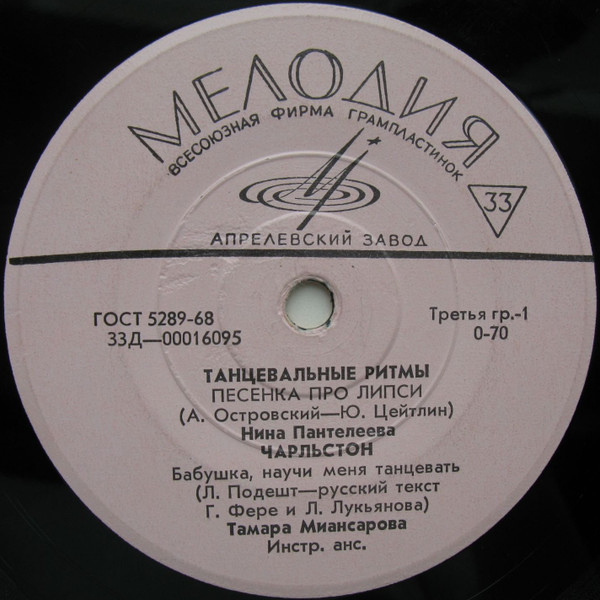 МЕЛОДИЯ
ВСЕСОЮЗНАЯ ФИРМА ГРАМПЛАСТИНОК
33
АПРЕЛЕВСКИЙ ЗАВОД
ГОСТ 5289-68
33Д—00016095
Третья гр.-1
0-70
ТАНЦЕВАЛЬНЫЕ РИТМЫ
ПЕСЕНКА ПРО ЛИПСИ
(А. Островский—Ю. Цейтлин)
Нина Пантелеева
ЧАРЛЬСТОН
Бабушка, научи меня танцевать
(Л. Подешт—русский текст
Г. Фере и Л. Лукьянова)
Тамара Миансарова
Инстр. анс.